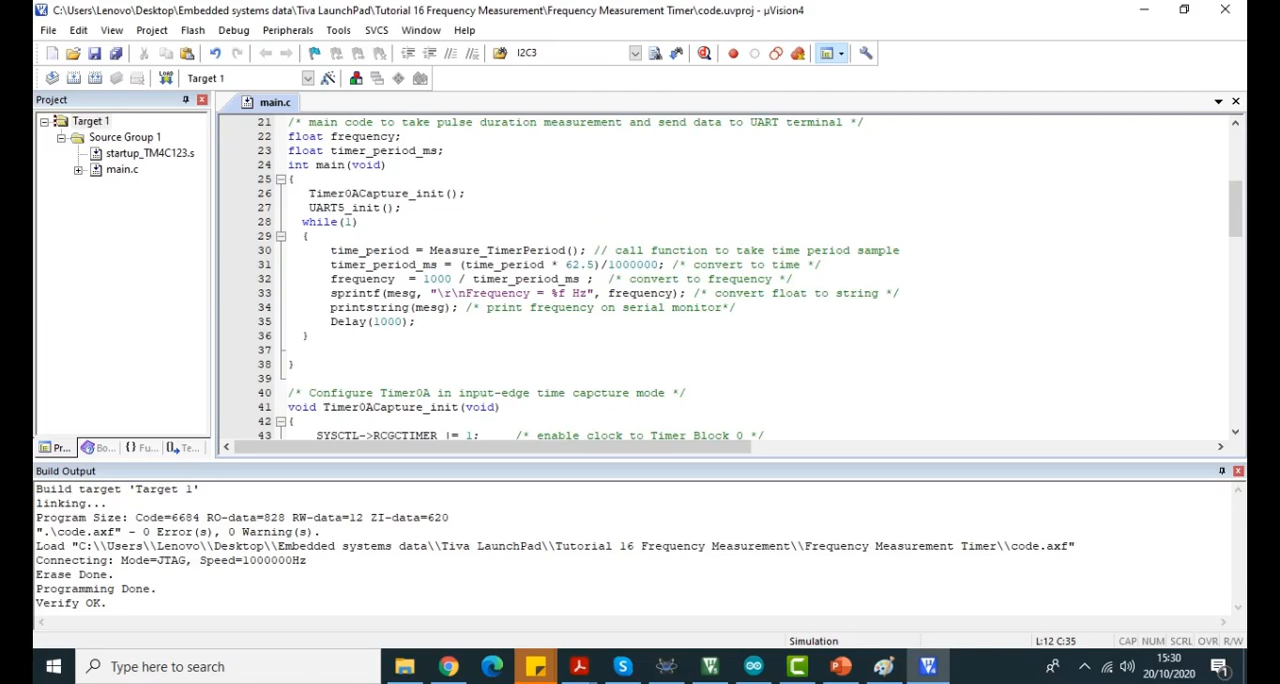 C:\Users\Lenovo\Desktop\Embedded systems data\Tiva LaunchPad\Tutorial 16 Frequency Measurement\Frequency Measurement Timer\code.uvproj - µVision4
File Edit View Project Flash Debug Peripherals Tools SVCS Window Help
I2C3
LOAD Target 1
Project
main.c
Target 1
Source Group 1
startup_TM4C123.s
main.c
21 /* main code to take pulse duration measurement and send data to UART terminal */
22 float frequency;
23 float timer_period_ms;
24 int main(void)
25 {
26 Timer0ACapture_init();
27 UART5_init();
28 while(1)
29 {
30 time_period = Measure_TimerPeriod(); // call function to take time period sample
31 timer_period_ms = (time_period * 62.5)/1000000; /* convert to time */
32 frequency = 1000 / timer_period_ms ; /* convert to frequency */
33 sprintf(mesg, "\r\nFrequency = %f Hz", frequency); /* convert float to string */
34 printstring(mesg); /* print frequency on serial monitor*/
35 Delay(1000);
36 }
37
38 }
39
40 /* Configure Timer0A in input-edge time capcture mode */
41 void Timer0ACapture_init(void)
42 {
43 SYSCTL->RCGCTIMER |= 1; /* enable clock to Timer Block 0 */
Pr... Bo... {} Fu... Te...
Build Output
Build target 'Target 1'
linking...
Program Size: Code=6684 RO-data=828 RW-data=12 ZI-data=620
".\code.axf" - 0 Error(s), 0 Warning(s).
Load "C:\\Users\\Lenovo\\Desktop\\Embedded systems data\\Tiva LaunchPad\\Tutorial 16 Frequency Measurement\\Frequency Measurement Timer\\code.axf"
Connecting: Mode=JTAG, Speed=1000000Hz
Erase Done.
Programming Done.
Verify OK.
Simulation L:12 C:35 CAP NUM SCRL OVR R/W
Type here to search
15:30
20/10/2020
1